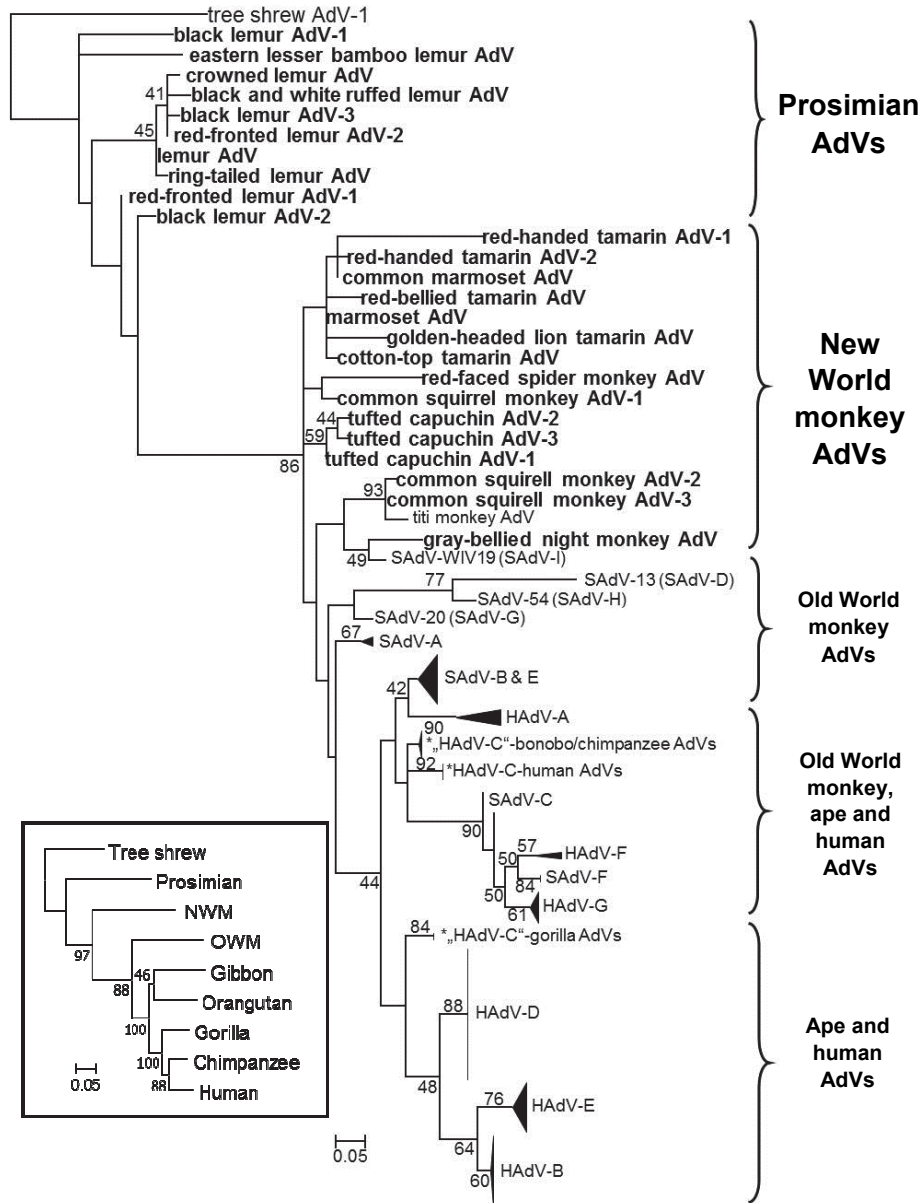 tree shrew AdV-1
black lemur AdV-1
eastern lesser bamboo lemur AdV
crowned lemur AdV
41
black and white ruffed lemur AdV
black lemur AdV-3
45
red-fronted lemur AdV-2
lemur AdV
ring-tailed lemur AdV
red-fronted lemur AdV-1
black lemur AdV-2
Prosimian
AdVs
red-handed tamarin AdV-1
red-handed tamarin AdV-2
common marmoset AdV
red-bellied tamarin AdV
marmoset AdV
golden-headed lion tamarin AdV
cotton-top tamarin AdV
red-faced spider monkey AdV
common squirrel monkey AdV-1
44
tufted capuchin AdV-2
59
tufted capuchin AdV-3
86
tufted capuchin AdV-1
common squirell monkey AdV-2
93
common squirell monkey AdV-3
titi monkey AdV
gray-bellied night monkey AdV
49
SAdV-WIV19 (SAdV-I)
New
World
monkey
AdVs
77
SAdV-13 (SAdV-D)
SAdV-54 (SAdV-H)
SAdV-20 (SAdV-G)
67
SAdV-A
SAdV-B & E
42
Old World
monkey
AdVs
HAdV-A
90
*„HAdV-C“-bonobo/chimpanzee AdVs
92
*HAdV-C-human AdVs
SAdV-C
90
57
HAdV-F
50
SAdV-F
84
50
HAdV-G
61
44
Old World
monkey,
ape and
human
AdVs
84
*„HAdV-C“-gorilla AdVs
88
HAdV-D
48
76
HAdV-E
64
HAdV-B
60
0.05
Ape and
human
AdVs
Tree shrew
Prosimian
NWM
97
OWM
88
46
Gibbon
Orangutan
100
Gorilla
100
Chimpanzee
88
Human
0.05